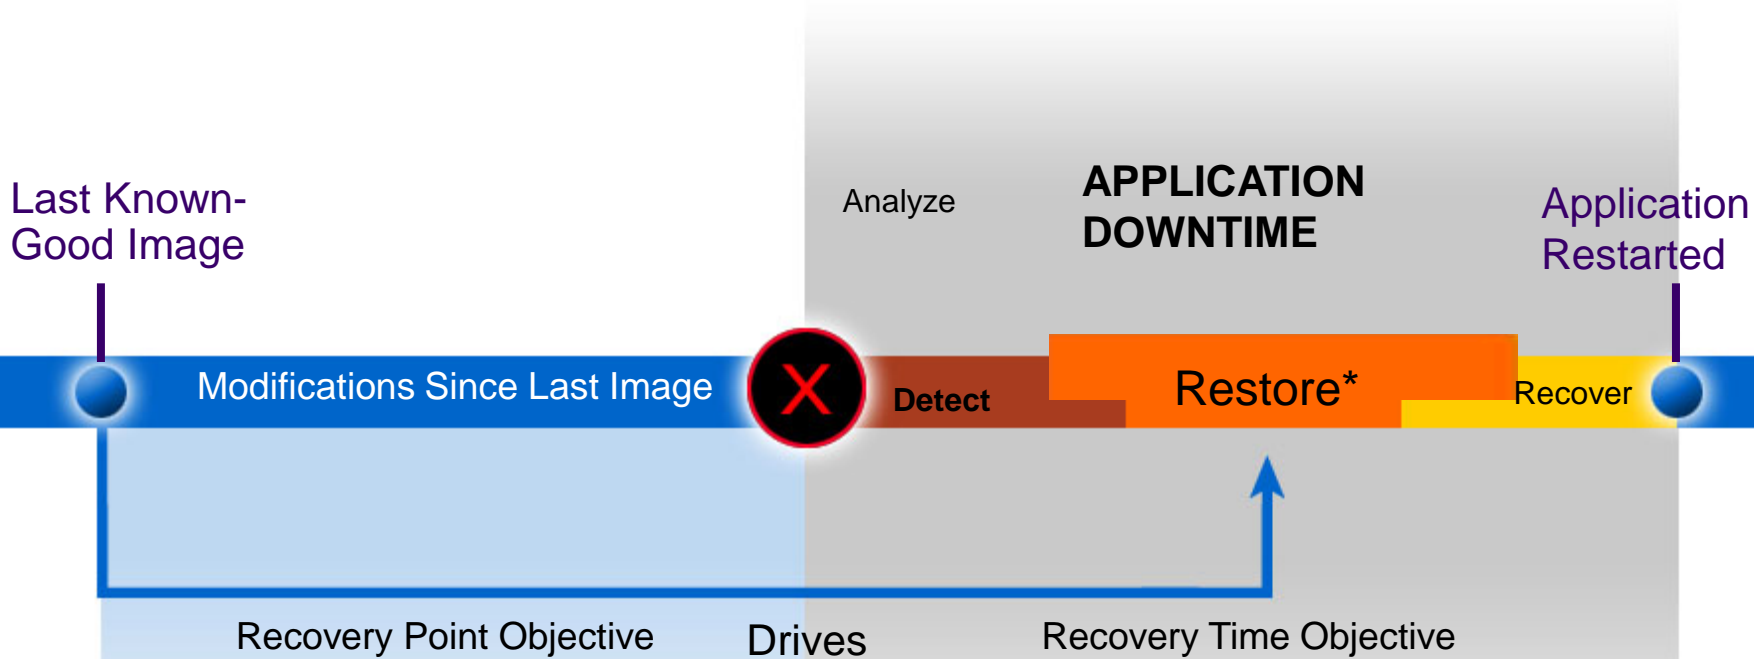 Last Known-
Good Image
Analyze
APPLICATION
DOWNTIME
Application
Restarted
Modifications Since Last Image
X
Detect
Restore*
Recover
Recovery Point Objective
Drives
Recovery Time Objective